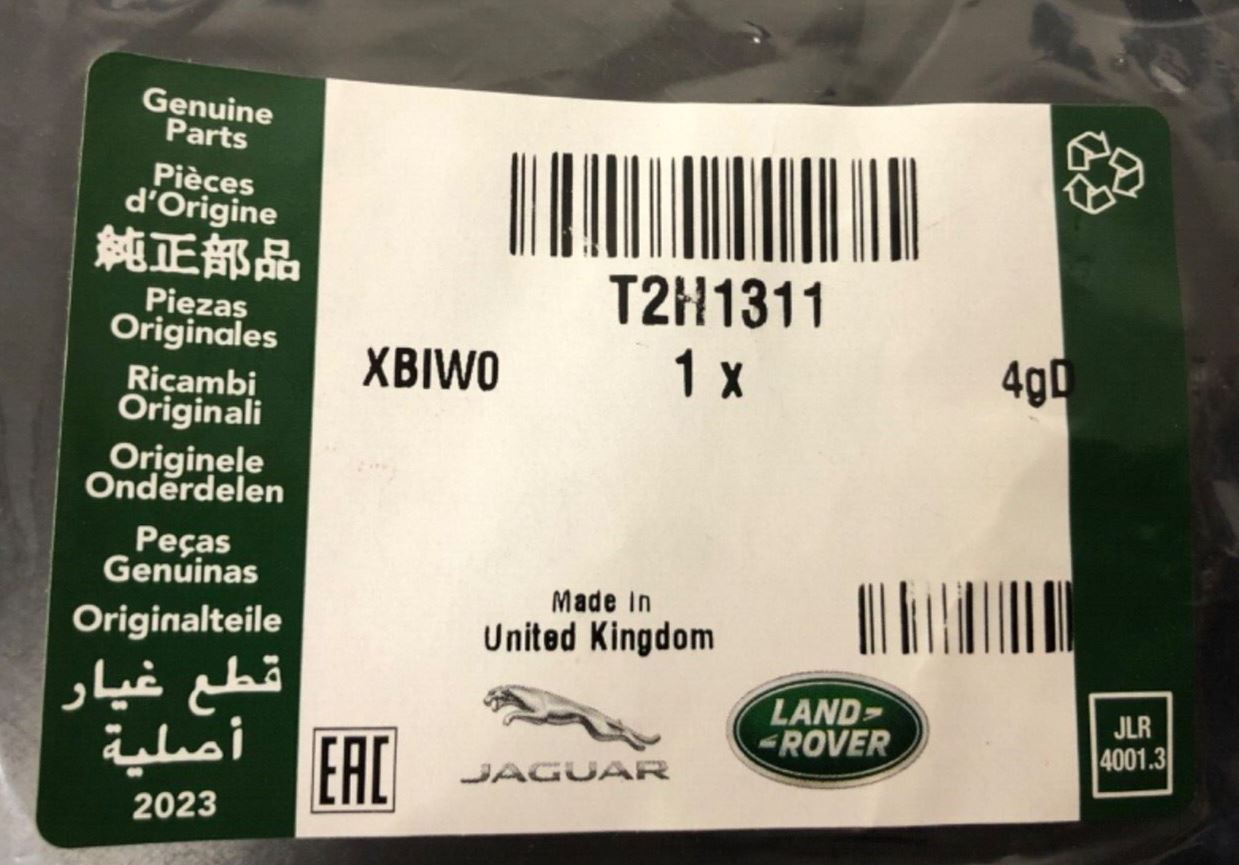 Genuine
Parts
Pièces
d'Origine
純正部品
Piezas
Originales
Ricambi
Originali
Originele
Onderdelen
Peças
Genuinas
Originalteile
قطع غيار
أصلية
2023
T2H1311
XBIW0 1 x 4gD
Made in
United Kingdom
EAC
JAGUAR
LAND-
-ROVER
JLR
4001.3